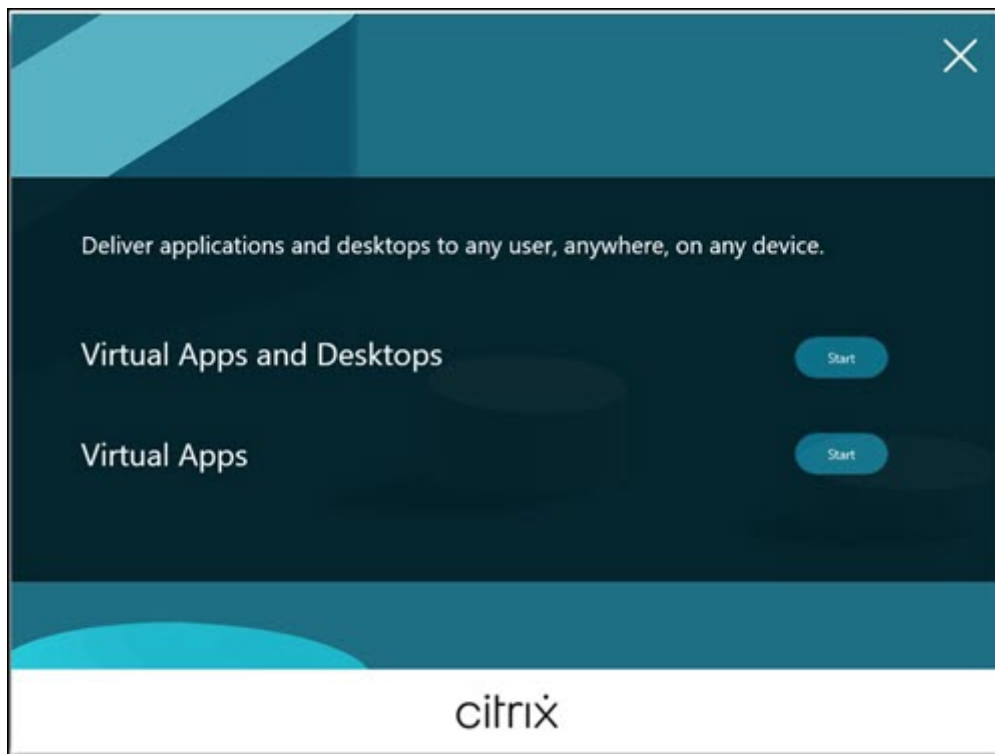 Deliver applications and desktops to any user, anywhere, on any device.
Virtual Apps and Desktops
Start
Virtual Apps
Start
citrix